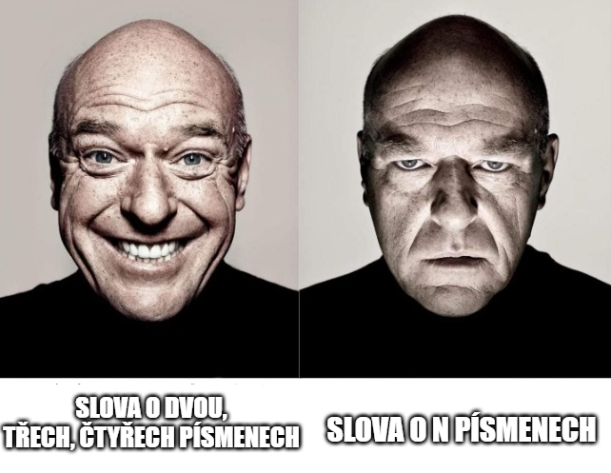 SLOVA O DVOU,
TŘECH, ČTYŘECH PÍSMENECH
SLOVA O N PÍSMENECH